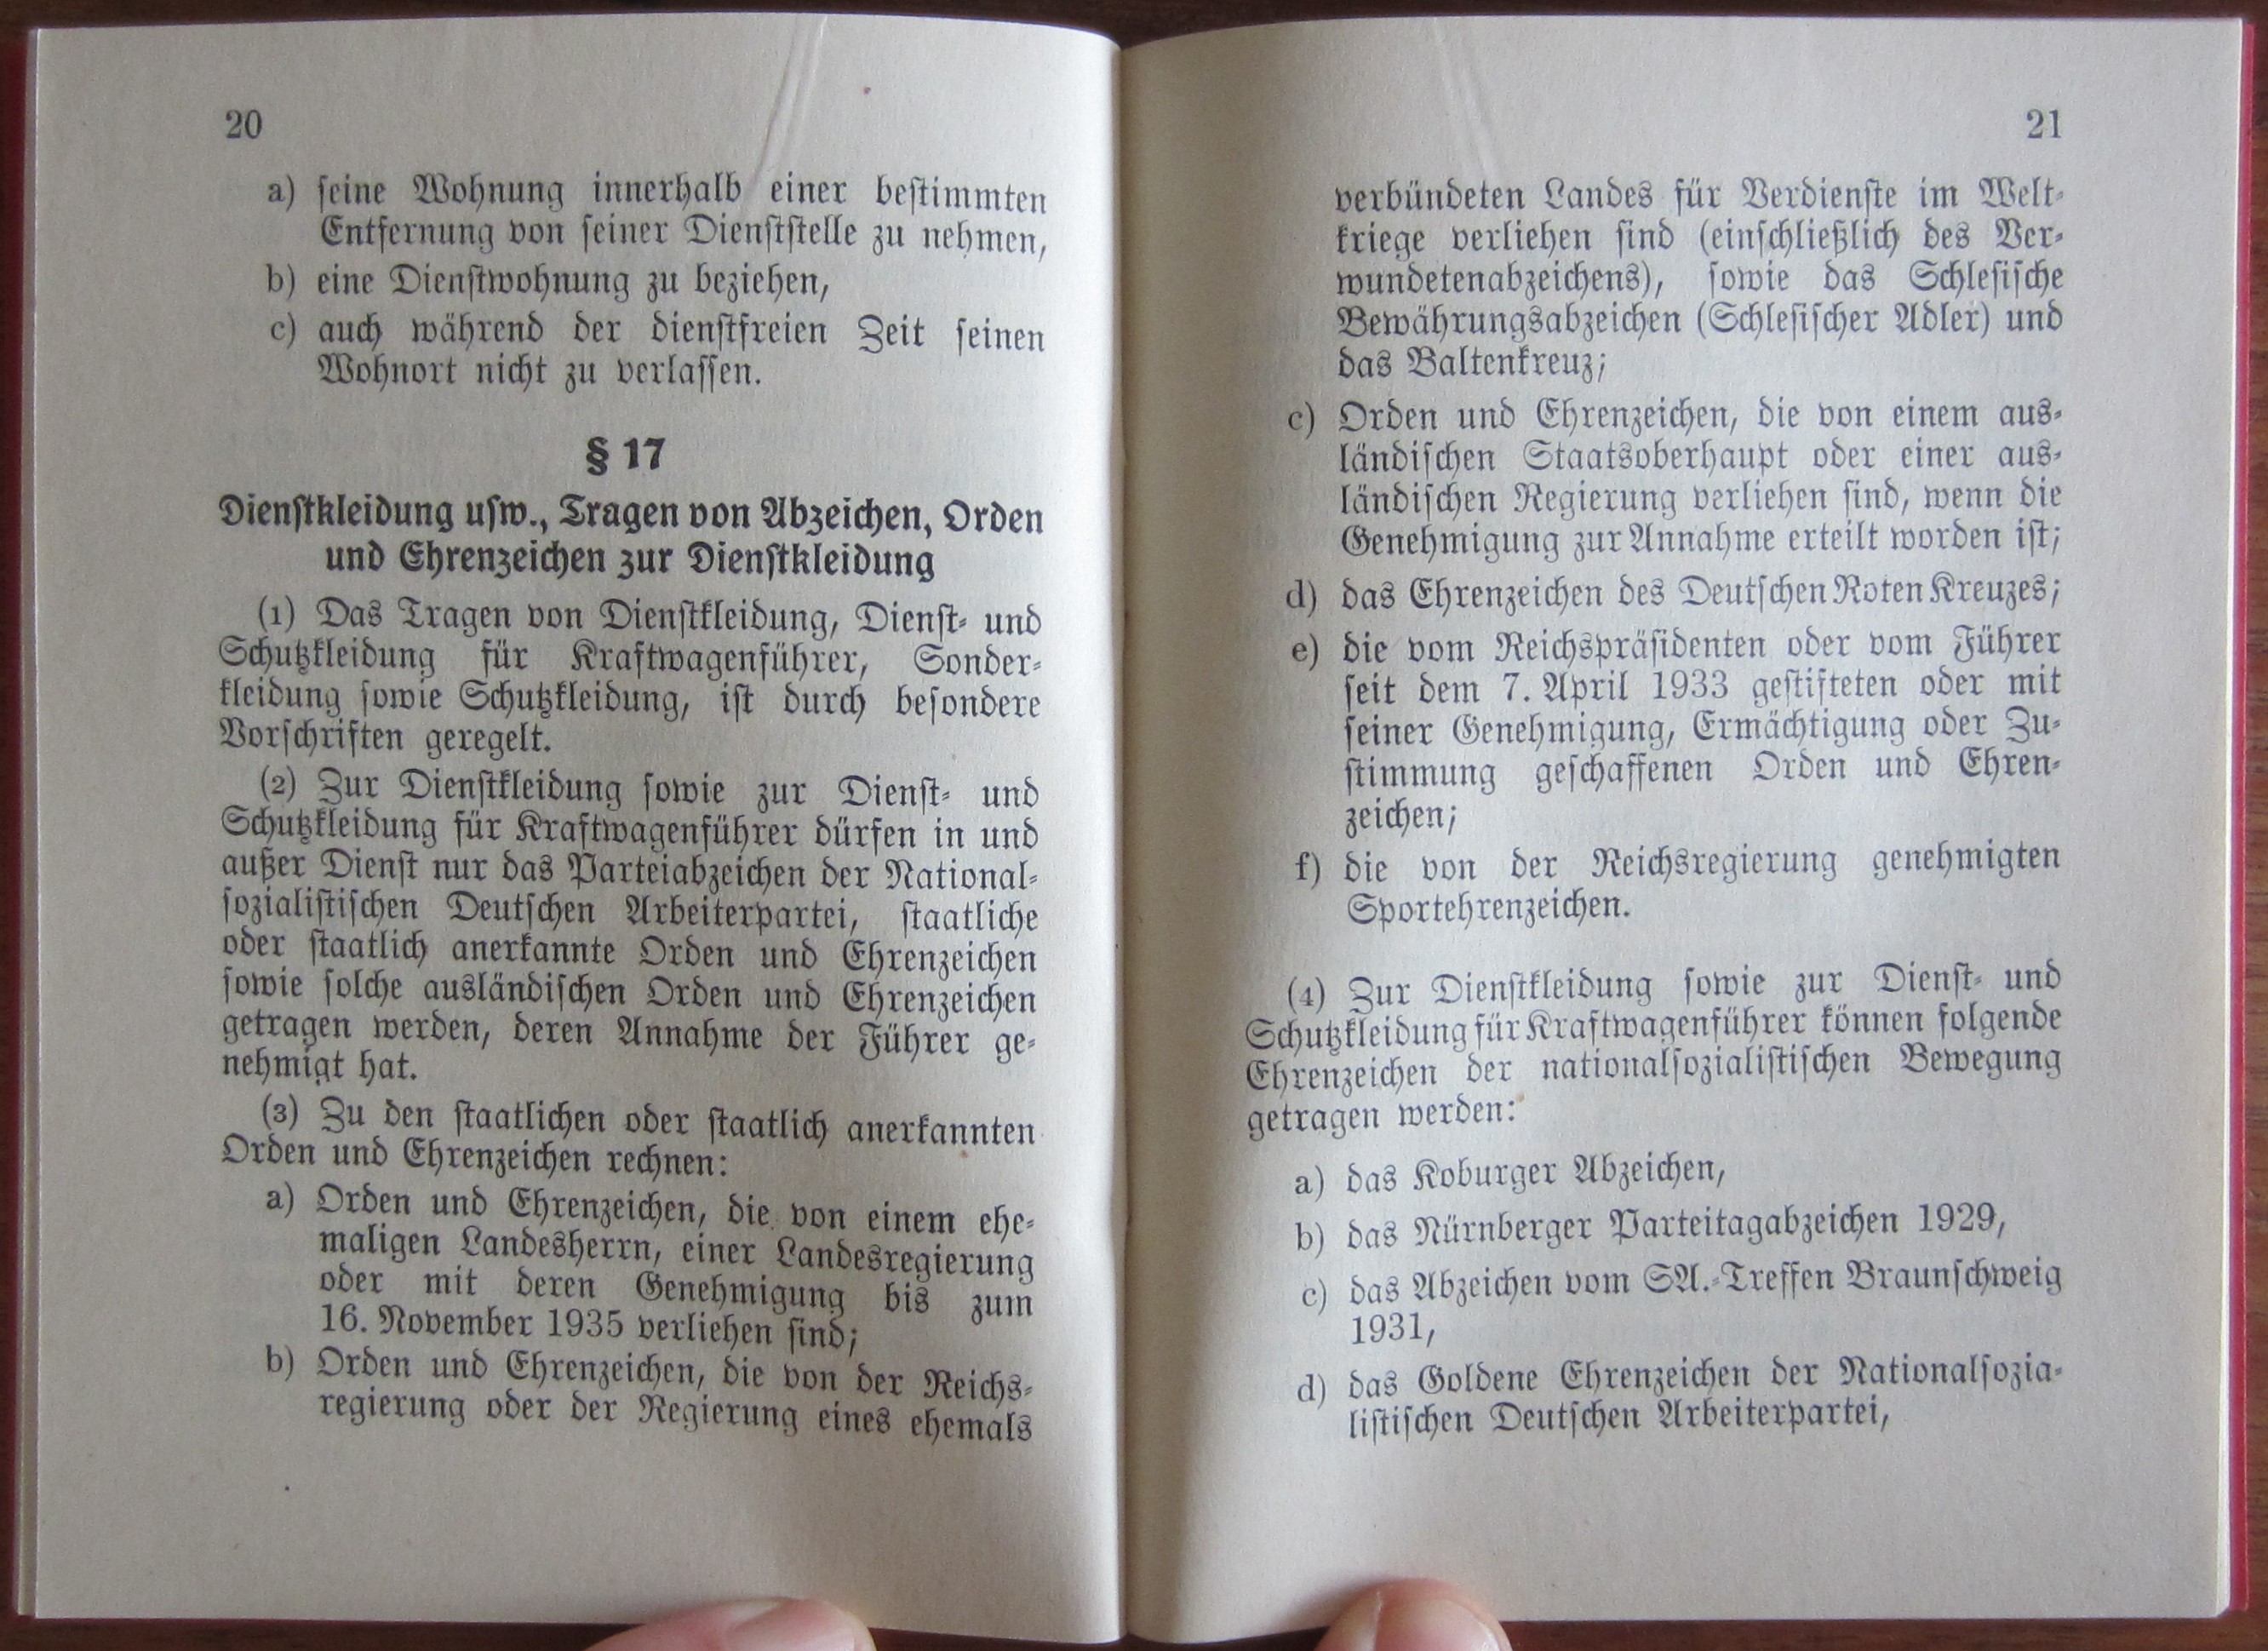 20
a) ſeine Wohnung innerhalb einer beſtimmten
Entfernung von ſeiner Dienſtſtelle zu nehmen,
b) eine Dienſtwohnung zu beziehen,
c) auch während der dienſtfreien Zeit ſeinen
Wohnort nicht zu verlaſſen.
§ 17
Dienſtkleidung uſw., Tragen von Abzeichen, Orden
und Ehrenzeichen zur Dienſtkleidung
(1) Das Tragen von Dienſtkleidung, Dienſt- und
Schutzkleidung für Kraftwagenführer, Sonder-
kleidung ſowie Schutzkleidung, iſt durch beſondere
Vorſchriften geregelt.
(2) Zur Dienſtkleidung ſowie zur Dienſt- und
Schutzkleidung für Kraftwagenführer dürfen in und
außer Dienſt nur das Parteiabzeichen der National-
ſozialiſtiſchen Deutſchen Arbeiterpartei, ſtaatliche
oder ſtaatlich anerkannte Orden und Ehrenzeichen
ſowie ſolche ausländiſchen Orden und Ehrenzeichen
getragen werden, deren Annahme der Führer ge-
nehmigt hat.
(3) Zu den ſtaatlichen oder ſtaatlich anerkannten
Orden und Ehrenzeichen rechnen:
a) Orden und Ehrenzeichen, die von einem ehe-
maligen Landesherrn, einer Landesregierung
oder mit deren Genehmigung bis zum
16. November 1935 verliehen ſind;
b) Orden und Ehrenzeichen, die von der Reichs-
regierung oder der Regierung eines ehemals
21
verbündeten Landes für Verdienſte im Welt-
kriege verliehen ſind (einſchließlich des Ver-
wundetenabzeichens), ſowie das Schleſiſche
Bewährungsabzeichen (Schleſiſcher Adler) und
das Baltenkreuz;
c) Orden und Ehrenzeichen, die von einem aus-
ländiſchen Staatsoberhaupt oder einer aus-
ländiſchen Regierung verliehen ſind, wenn die
Genehmigung zur Annahme erteilt worden iſt;
d) das Ehrenzeichen des Deutſchen Roten Kreuzes;
e) die vom Reichspräſidenten oder vom Führer
ſeit dem 7. April 1933 geſtifteten oder mit
ſeiner Genehmigung, Ermächtigung oder Zu-
ſtimmung geſchaffenen Orden und Ehren-
zeichen;
f) die von der Reichsregierung genehmigten
Sportehrenzeichen.
(4) Zur Dienſtkleidung ſowie zur Dienſt- und
Schutzkleidung für Kraftwagenführer können folgende
Ehrenzeichen der nationalſozialiſtiſchen Bewegung
getragen werden:
a) das Koburger Abzeichen,
b) das Nürnberger Parteitagabzeichen 1929,
c) das Abzeichen vom SA.-Treffen Braunſchweig
1931,
d) das Goldene Ehrenzeichen der Nationalſozia-
liſtiſchen Deutſchen Arbeiterpartei,